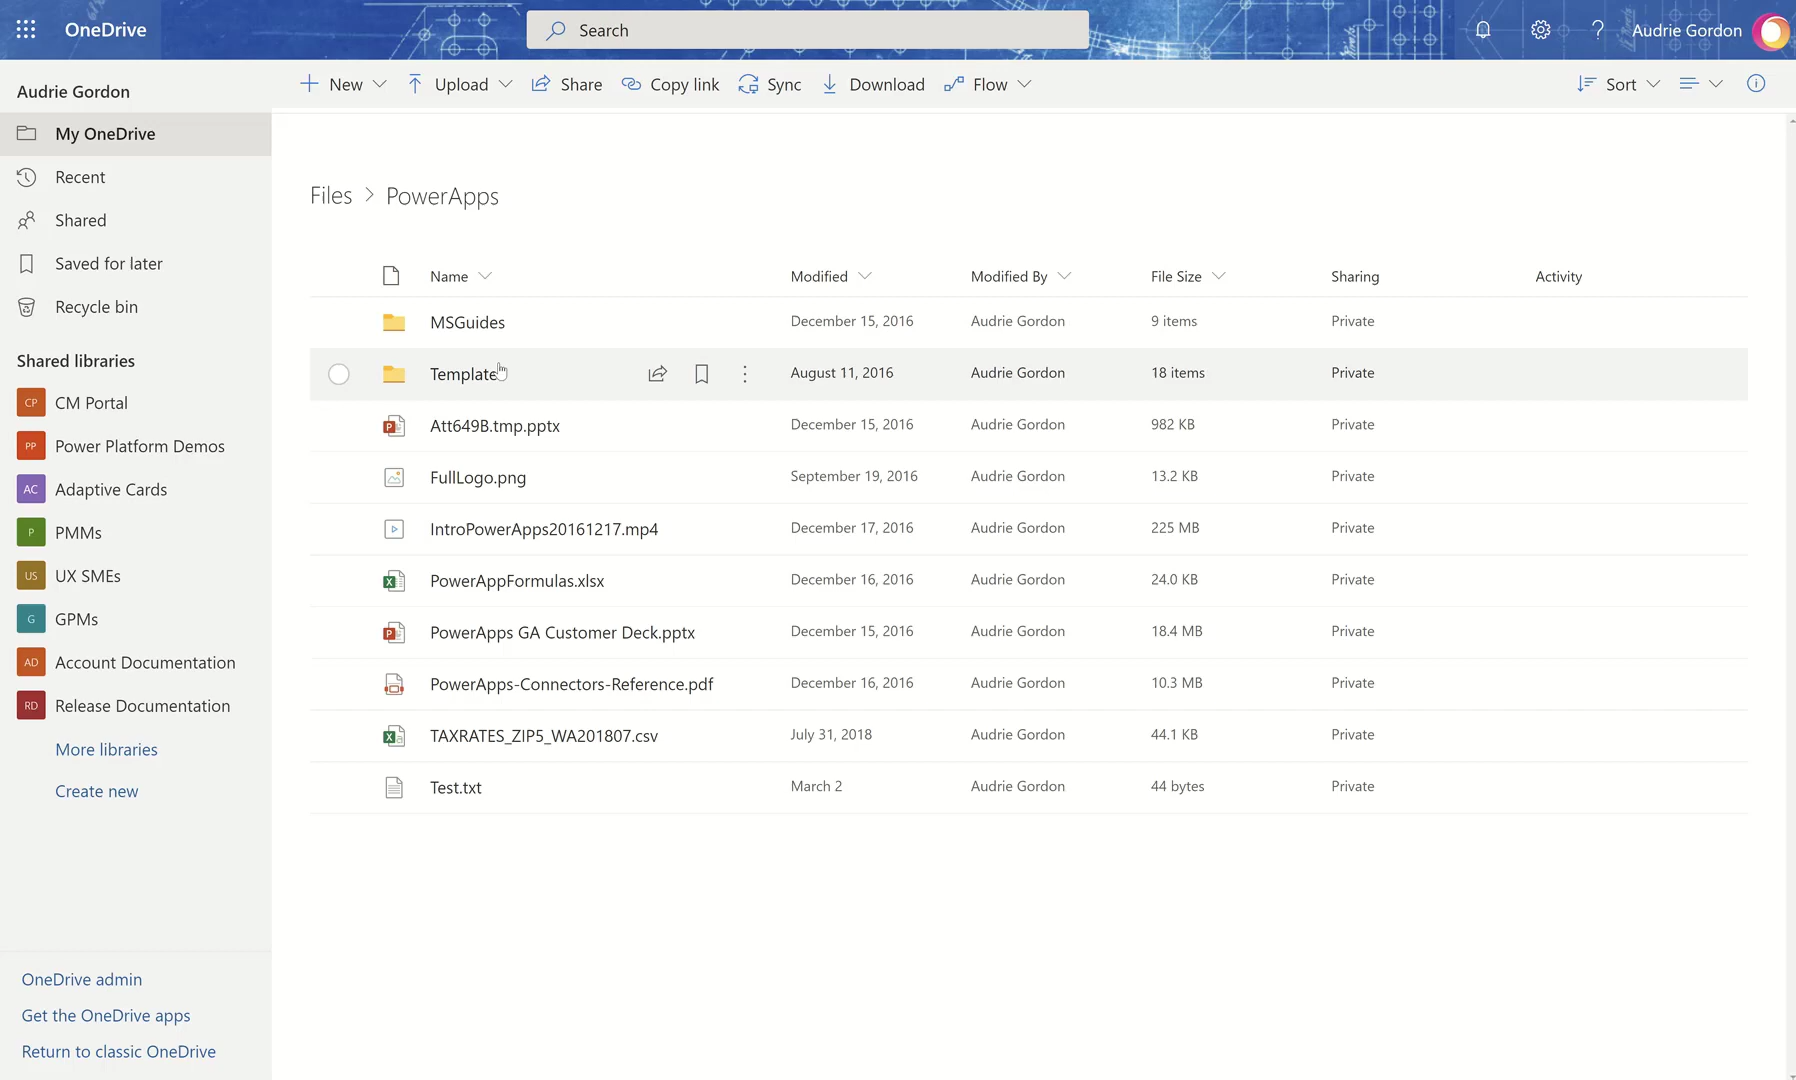 OneDrive
Search
Audrie Gordon
Audrie Gordon
New
Upload
Share
Copy link
Sync
Download
Flow
Sort
My OneDrive
Recent
Shared
Saved for later
Recycle bin
Shared libraries
CP CM Portal
PP Power Platform Demos
AC Adaptive Cards
P PMMs
US UX SMEs
G GPMs
AD Account Documentation
RD Release Documentation
More libraries
Create new
OneDrive admin
Get the OneDrive apps
Return to classic OneDrive
Files > PowerApps
Name Modified Modified By File Size Sharing Activity
MSGuides December 15, 2016 Audrie Gordon 9 items Private
Template August 11, 2016 Audrie Gordon 18 items Private
Att649B.tmp.pptx December 15, 2016 Audrie Gordon 982 KB Private
FullLogo.png September 19, 2016 Audrie Gordon 13.2 KB Private
IntroPowerApps20161217.mp4 December 17, 2016 Audrie Gordon 225 MB Private
PowerAppFormulas.xlsx December 16, 2016 Audrie Gordon 24.0 KB Private
PowerApps GA Customer Deck.pptx December 15, 2016 Audrie Gordon 18.4 MB Private
PowerApps-Connectors-Reference.pdf December 16, 2016 Audrie Gordon 10.3 MB Private
TAXRATES_ZIP5_WA201807.csv July 31, 2018 Audrie Gordon 44.1 KB Private
Test.txt March 2 Audrie Gordon 44 bytes Private